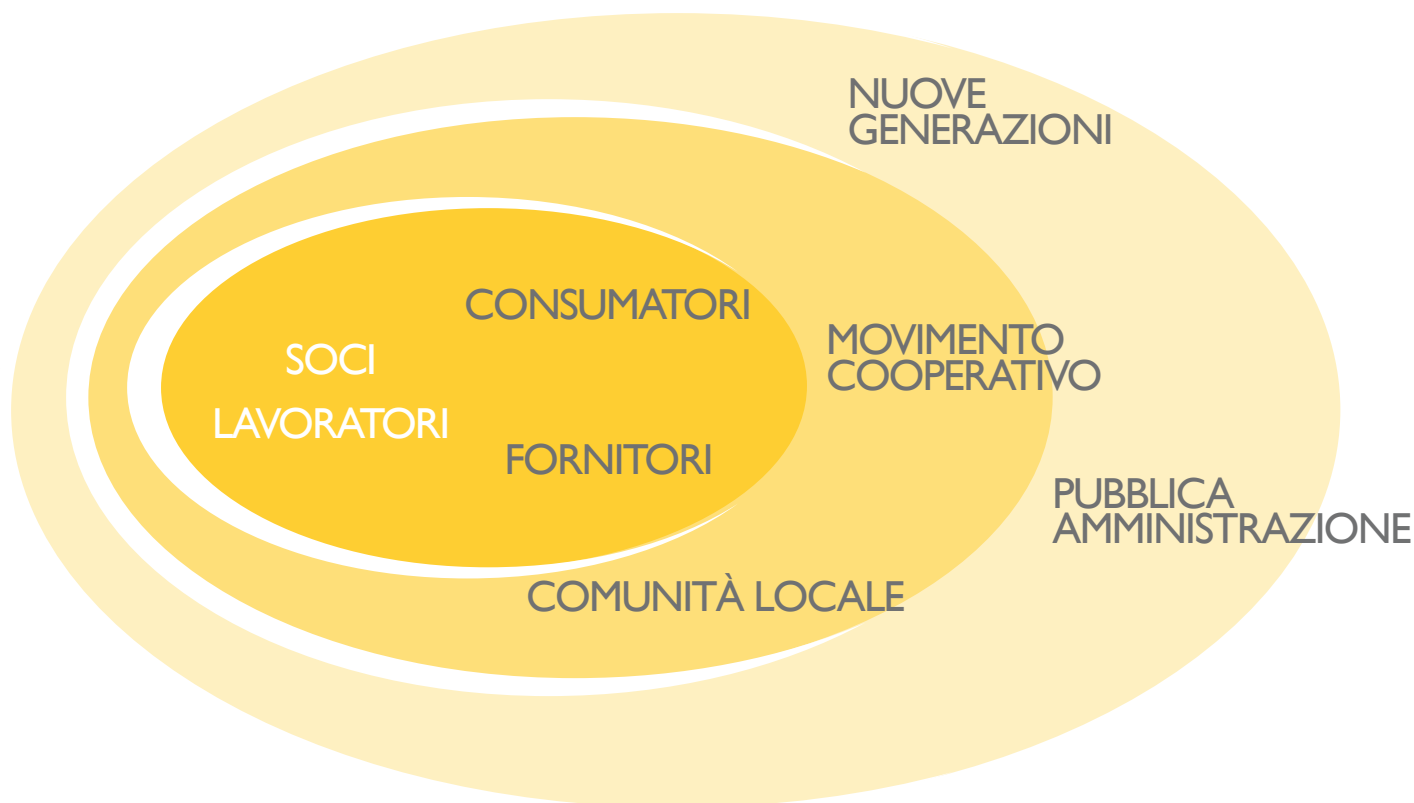 NUOVE
GENERAZIONI
CONSUMATORI
SOCI
LAVORATORI
MOVIMENTO
COOPERATIVO
FORNITORI
PUBBLICA
AMMINISTRAZIONE
COMUNITÀ LOCALE